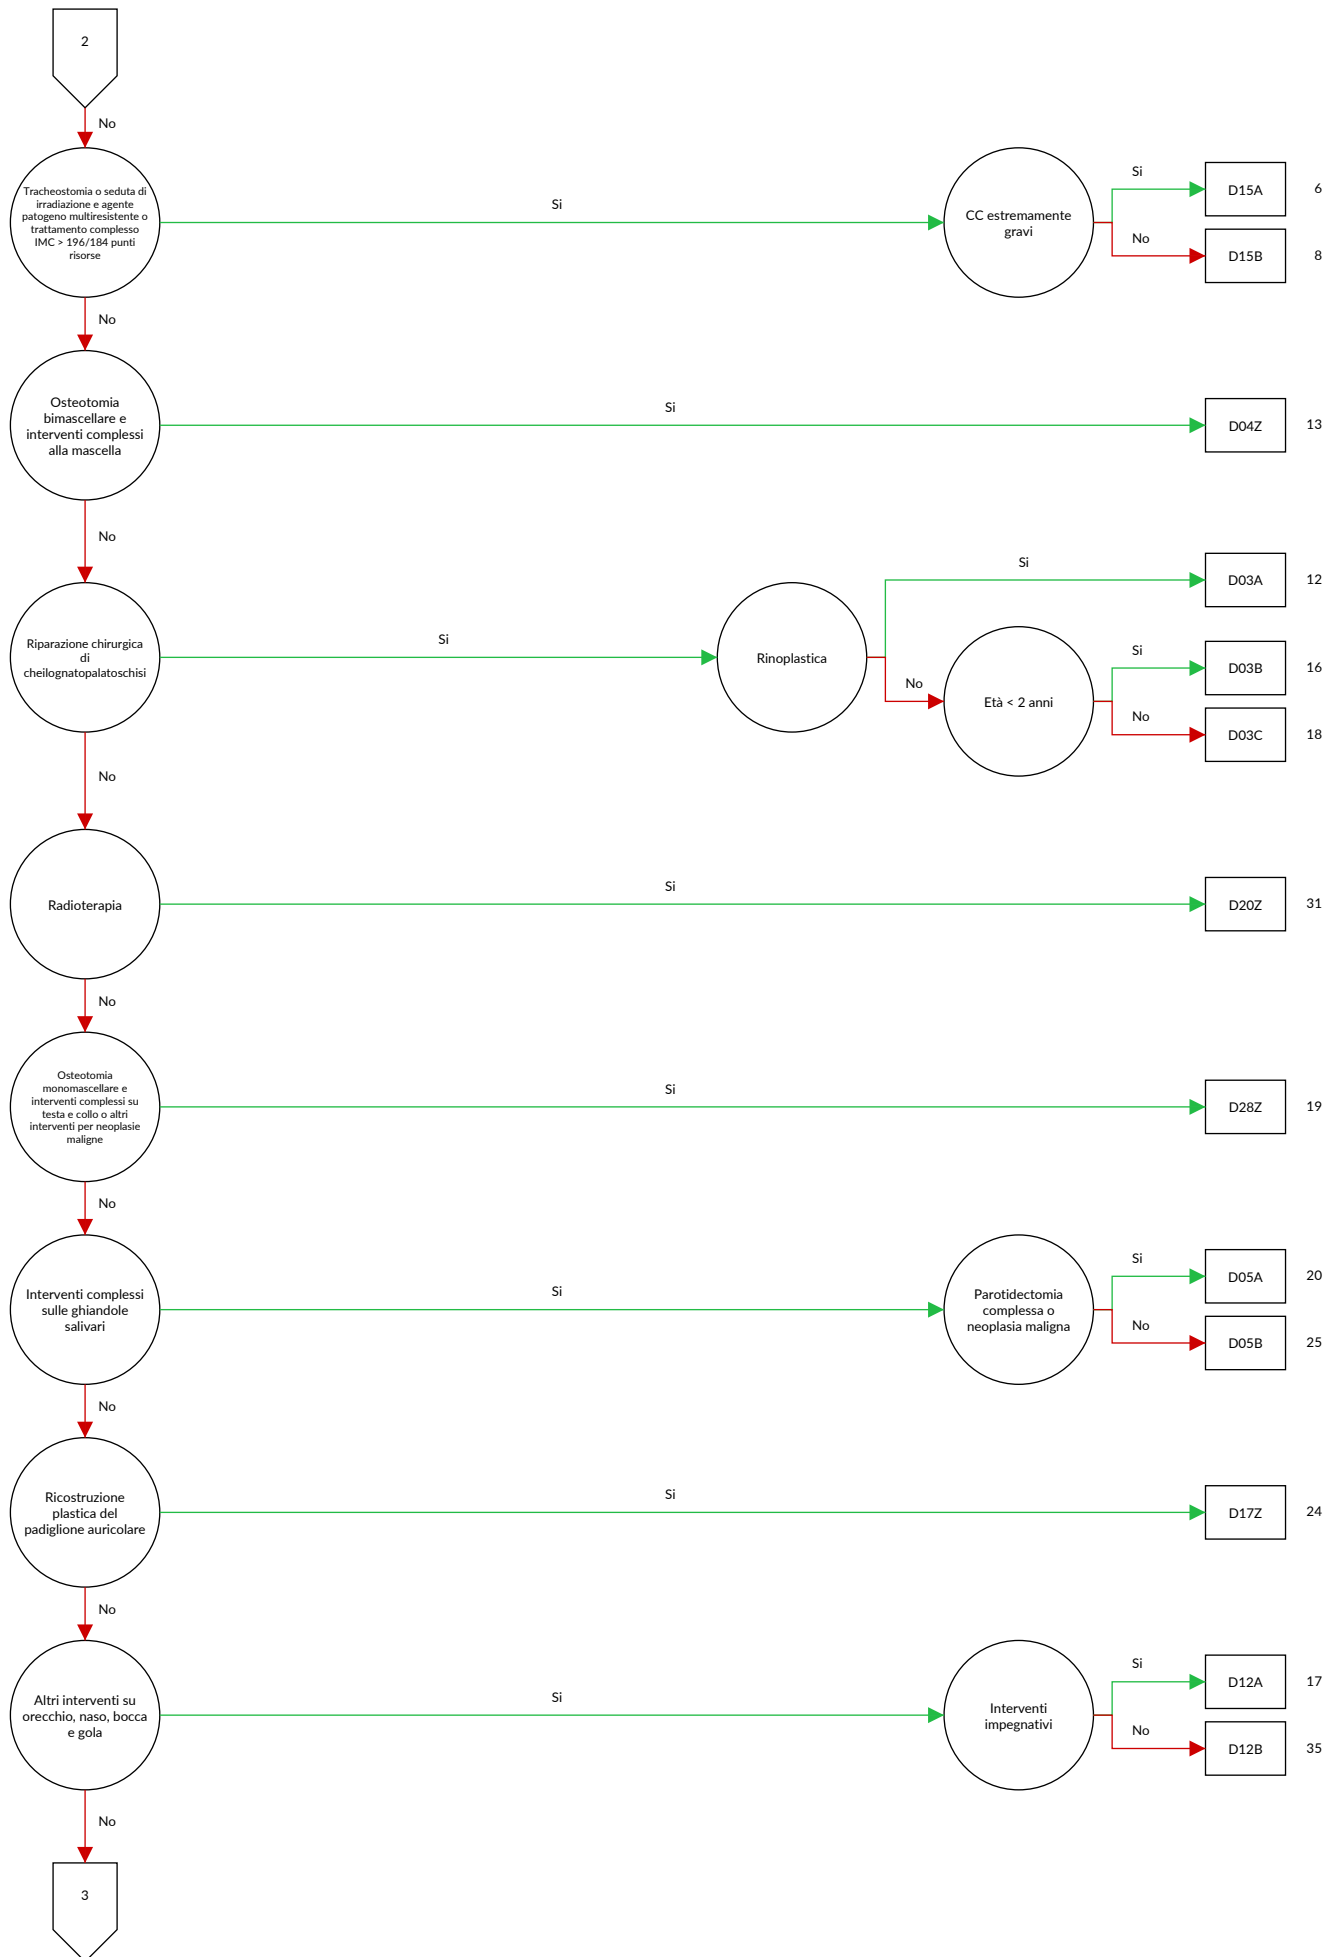 2
No
Tracheostomia o seduta di
irradiazione e agente
patogeno multiresistente o
trattamento complesso
IMC > 196/184 punti
risorse
Si
CC estremamente
gravi
Si
D15A
6
No
D15B
8
No
Osteotomia
bimascellare e
interventi complessi
alla mascella
Si
D04Z
13
No
Riparazione chirurgica
di
cheilognatopalatoschisi
Si
Rinoplastica
Si
D03A
12
No
Età < 2 anni
Si
D03B
16
No
D03C
18
No
Radioterapia
Si
D20Z
31
No
Osteotomia
monomascellare e
interventi complessi su
testa e collo o altri
interventi per neoplasie
maligne
Si
D28Z
19
No
Interventi complessi
sulle ghiandole
salivari
Si
Parotidectomia
complessa o
neoplasia maligna
Si
D05A
20
No
D05B
25
No
Ricostruzione
plastica del
padiglione auricolare
Si
D17Z
24
No
Altri interventi su
orecchio, naso, bocca
e gola
Si
Interventi
impegnativi
Si
D12A
17
No
D12B
35
No
3